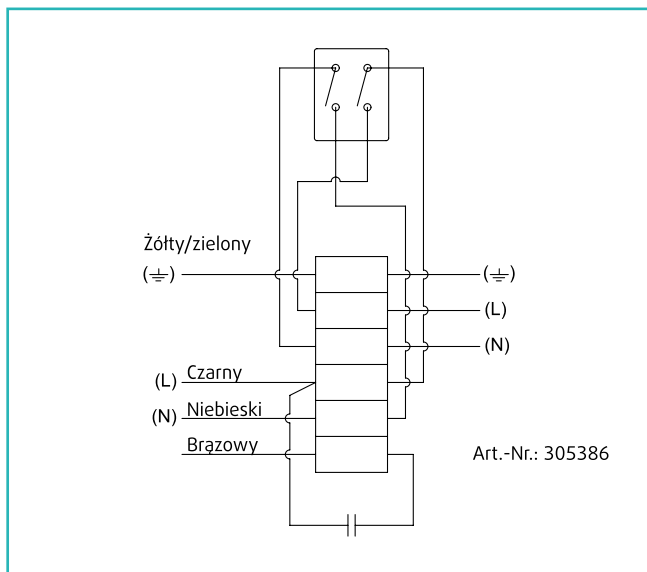 Żółty/zielony
(⏚) (⏚)
(L)
(N)
(L) Czarny
(N) Niebieski
Brązowy
Art.-Nr.: 305386